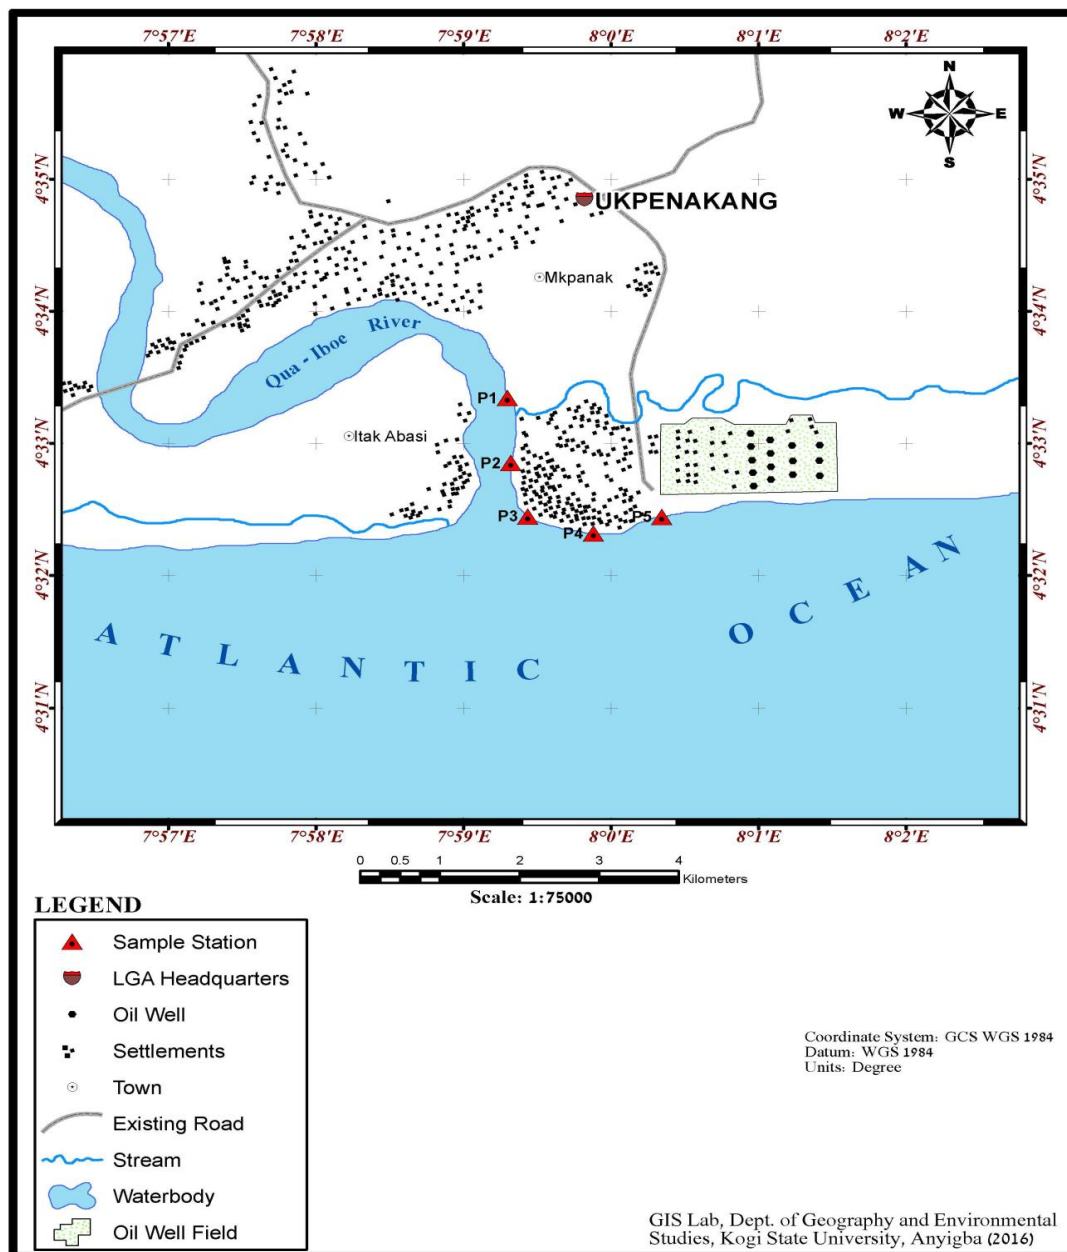 7°57'E 7°58'E 7°59'E 8°0'E 8°1'E 8°2'E
N
W E
S
4°35'N 4°35'N
UKPENAKANG
Mkpanak
4°34'N 4°34'N
Qua - Iboe River
P1
Itak Abasi
4°33'N 4°33'N
P2
P3
P4
P5
4°32'N 4°32'N
ATLANTIC OCEAN
4°31'N 4°31'N
7°57'E 7°58'E 7°59'E 8°0'E 8°1'E 8°2'E
0 0.5 1 2 3 4
Kilometers
Scale: 1:75000
LEGEND
Sample Station
LGA Headquarters
Oil Well
Settlements
Town
Existing Road
Stream
Waterbody
Oil Well Field
Coordinate System: GCS WGS 1984
Datum: WGS 1984
Units: Degree
GIS Lab, Dept. of Geography and Environmental
Studies, Kogi State University, Anyigba (2016)